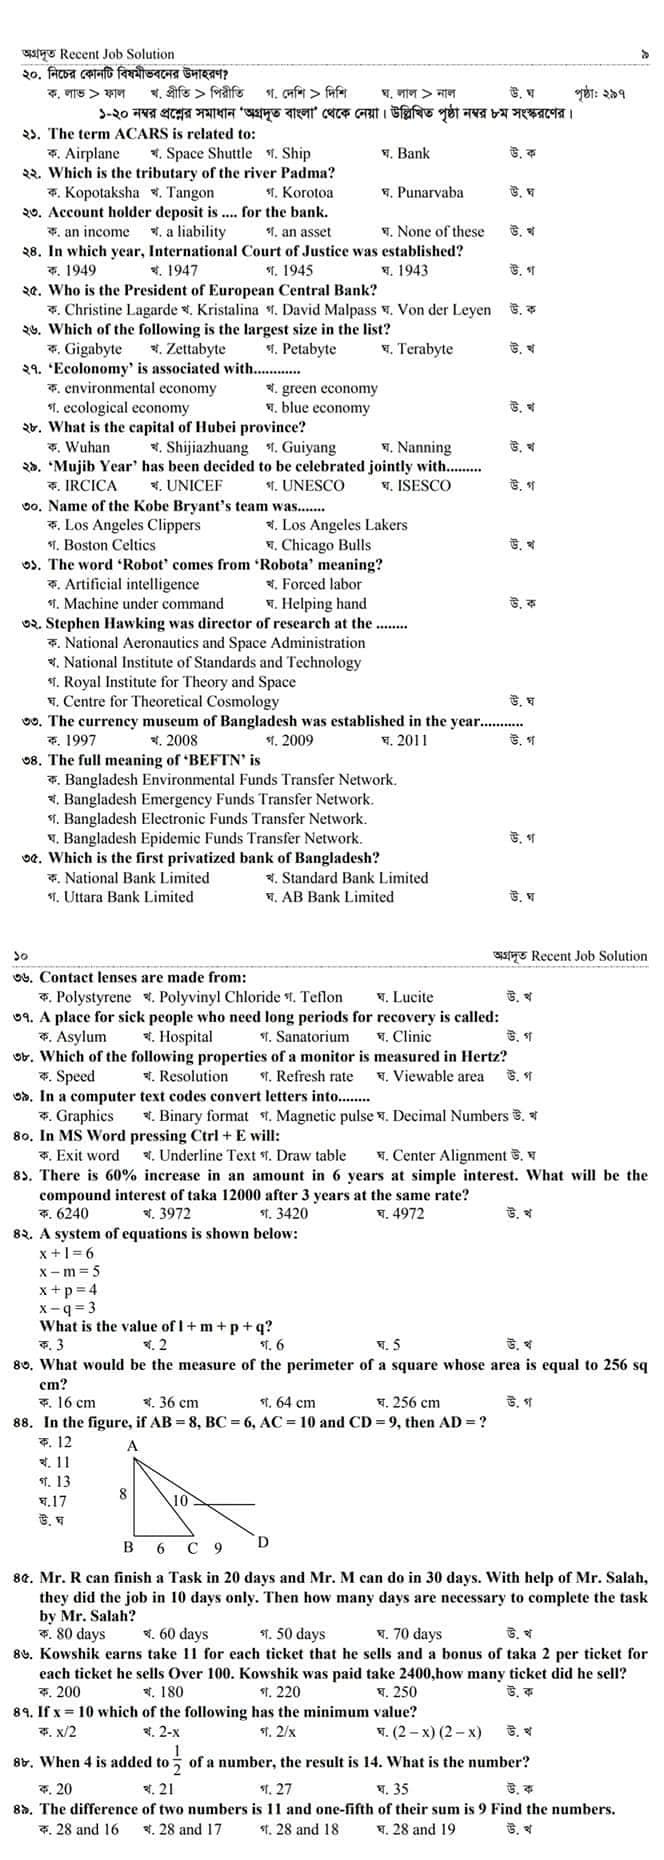 অগ্রদূত Recent Job Solution ৯
২০. নিচের কোনটি বিষমীভবনের উদাহরণ?
ক. লাভ > ফাল খ. প্রীতি > পিরীতি গ. দেশি > দিশি ঘ. লাল > নাল উ. ঘ পৃষ্ঠা: ২৯৭
১-২০ নম্বর প্রশ্নের সমাধান ‘অগ্রদূত বাংলা’ থেকে নেয়া। উল্লিখিত পৃষ্ঠা নম্বর ৮ম সংস্করণের।
২১. The term ACARS is related to:
ক. Airplane খ. Space Shuttle গ. Ship ঘ. Bank উ. ক
২২. Which is the tributary of the river Padma?
ক. Kopotaksha খ. Tangon গ. Korotoa ঘ. Punarvaba উ. ঘ
২৩. Account holder deposit is .... for the bank.
ক. an income খ. a liability গ. an asset ঘ. None of these উ. খ
২৪. In which year, International Court of Justice was established?
ক. 1949 খ. 1947 গ. 1945 ঘ. 1943 উ. গ
২৫. Who is the President of European Central Bank?
ক. Christine Lagarde খ. Kristalina গ. David Malpass ঘ. Von der Leyen উ. ক
২৬. Which of the following is the largest size in the list?
ক. Gigabyte খ. Zettabyte গ. Petabyte ঘ. Terabyte উ. খ
২৭. ‘Ecolonomy’ is associated with............
ক. environmental economy খ. green economy
গ. ecological economy ঘ. blue economy উ. খ
২৮. What is the capital of Hubei province?
ক. Wuhan খ. Shijiazhuang গ. Guiyang ঘ. Nanning উ. খ
২৯. ‘Mujib Year’ has been decided to be celebrated jointly with.........
ক. IRCICA খ. UNICEF গ. UNESCO ঘ. ISESCO উ. গ
৩০. Name of the Kobe Bryant’s team was.......
ক. Los Angeles Clippers খ. Los Angeles Lakers
গ. Boston Celtics ঘ. Chicago Bulls উ. খ
৩১. The word ‘Robot’ comes from ‘Robota’ meaning?
ক. Artificial intelligence খ. Forced labor
গ. Machine under command ঘ. Helping hand উ. ক
৩২. Stephen Hawking was director of research at the ........
ক. National Aeronautics and Space Administration
খ. National Institute of Standards and Technology
গ. Royal Institute for Theory and Space
ঘ. Centre for Theoretical Cosmology উ. ঘ
৩৩. The currency museum of Bangladesh was established in the year...........
ক. 1997 খ. 2008 গ. 2009 ঘ. 2011 উ. গ
৩৪. The full meaning of ‘BEFTN’ is
ক. Bangladesh Environmental Funds Transfer Network.
খ. Bangladesh Emergency Funds Transfer Network.
গ. Bangladesh Electronic Funds Transfer Network.
ঘ. Bangladesh Epidemic Funds Transfer Network. উ. গ
৩৫. Which is the first privatized bank of Bangladesh?
ক. National Bank Limited খ. Standard Bank Limited
গ. Uttara Bank Limited ঘ. AB Bank Limited উ. ঘ
১০ অগ্রদূত Recent Job Solution
৩৬. Contact lenses are made from:
ক. Polystyrene খ. Polyvinyl Chloride গ. Teflon ঘ. Lucite উ. খ
৩৭. A place for sick people who need long periods for recovery is called:
ক. Asylum খ. Hospital গ. Sanatorium ঘ. Clinic উ. গ
৩৮. Which of the following properties of a monitor is measured in Hertz?
ক. Speed খ. Resolution গ. Refresh rate ঘ. Viewable area উ. গ
৩৯. In a computer text codes convert letters into........
ক. Graphics খ. Binary format গ. Magnetic pulse ঘ. Decimal Numbers উ. খ
৪০. In MS Word pressing Ctrl + E will:
ক. Exit word খ. Underline Text গ. Draw table ঘ. Center Alignment উ. ঘ
৪১. There is 60% increase in an amount in 6 years at simple interest. What will be the
compound interest of taka 12000 after 3 years at the same rate?
ক. 6240 খ. 3972 গ. 3420 ঘ. 4972 উ. খ
৪২. A system of equations is shown below:
x + l = 6
x – m = 5
x + p = 4
x – q = 3
What is the value of l + m + p + q?
ক. 3 খ. 2 গ. 6 ঘ. 5 উ. খ
৪৩. What would be the measure of the perimeter of a square whose area is equal to 256 sq
cm?
ক. 16 cm খ. 36 cm গ. 64 cm ঘ. 256 cm উ. গ
৪৪. In the figure, if AB = 8, BC = 6, AC = 10 and CD = 9, then AD = ?
ক. 12
খ. 11
গ. 13
ঘ.17
উ. ঘ
A
8 10
B 6 C 9 D
৪৫. Mr. R can finish a Task in 20 days and Mr. M can do in 30 days. With help of Mr. Salah,
they did the job in 10 days only. Then how many days are necessary to complete the task
by Mr. Salah?
ক. 80 days খ. 60 days গ. 50 days ঘ. 70 days উ. খ
৪৬. Kowshik earns take 11 for each ticket that he sells and a bonus of taka 2 per ticket for
each ticket he sells Over 100. Kowshik was paid take 2400,how many ticket did he sell?
ক. 200 খ. 180 গ. 220 ঘ. 250 উ. ক
৪৭. If x = 10 which of the following has the minimum value?
ক. x/2 খ. 2-x গ. 2/x ঘ. (2 – x) (2 – x) উ. খ
৪৮. When 4 is added to 1/2 of a number, the result is 14. What is the number?
ক. 20 খ. 21 গ. 27 ঘ. 35 উ. ক
৪৯. The difference of two numbers is 11 and one-fifth of their sum is 9 Find the numbers.
ক. 28 and 16 খ. 28 and 17 গ. 28 and 18 ঘ. 28 and 19 উ. খ